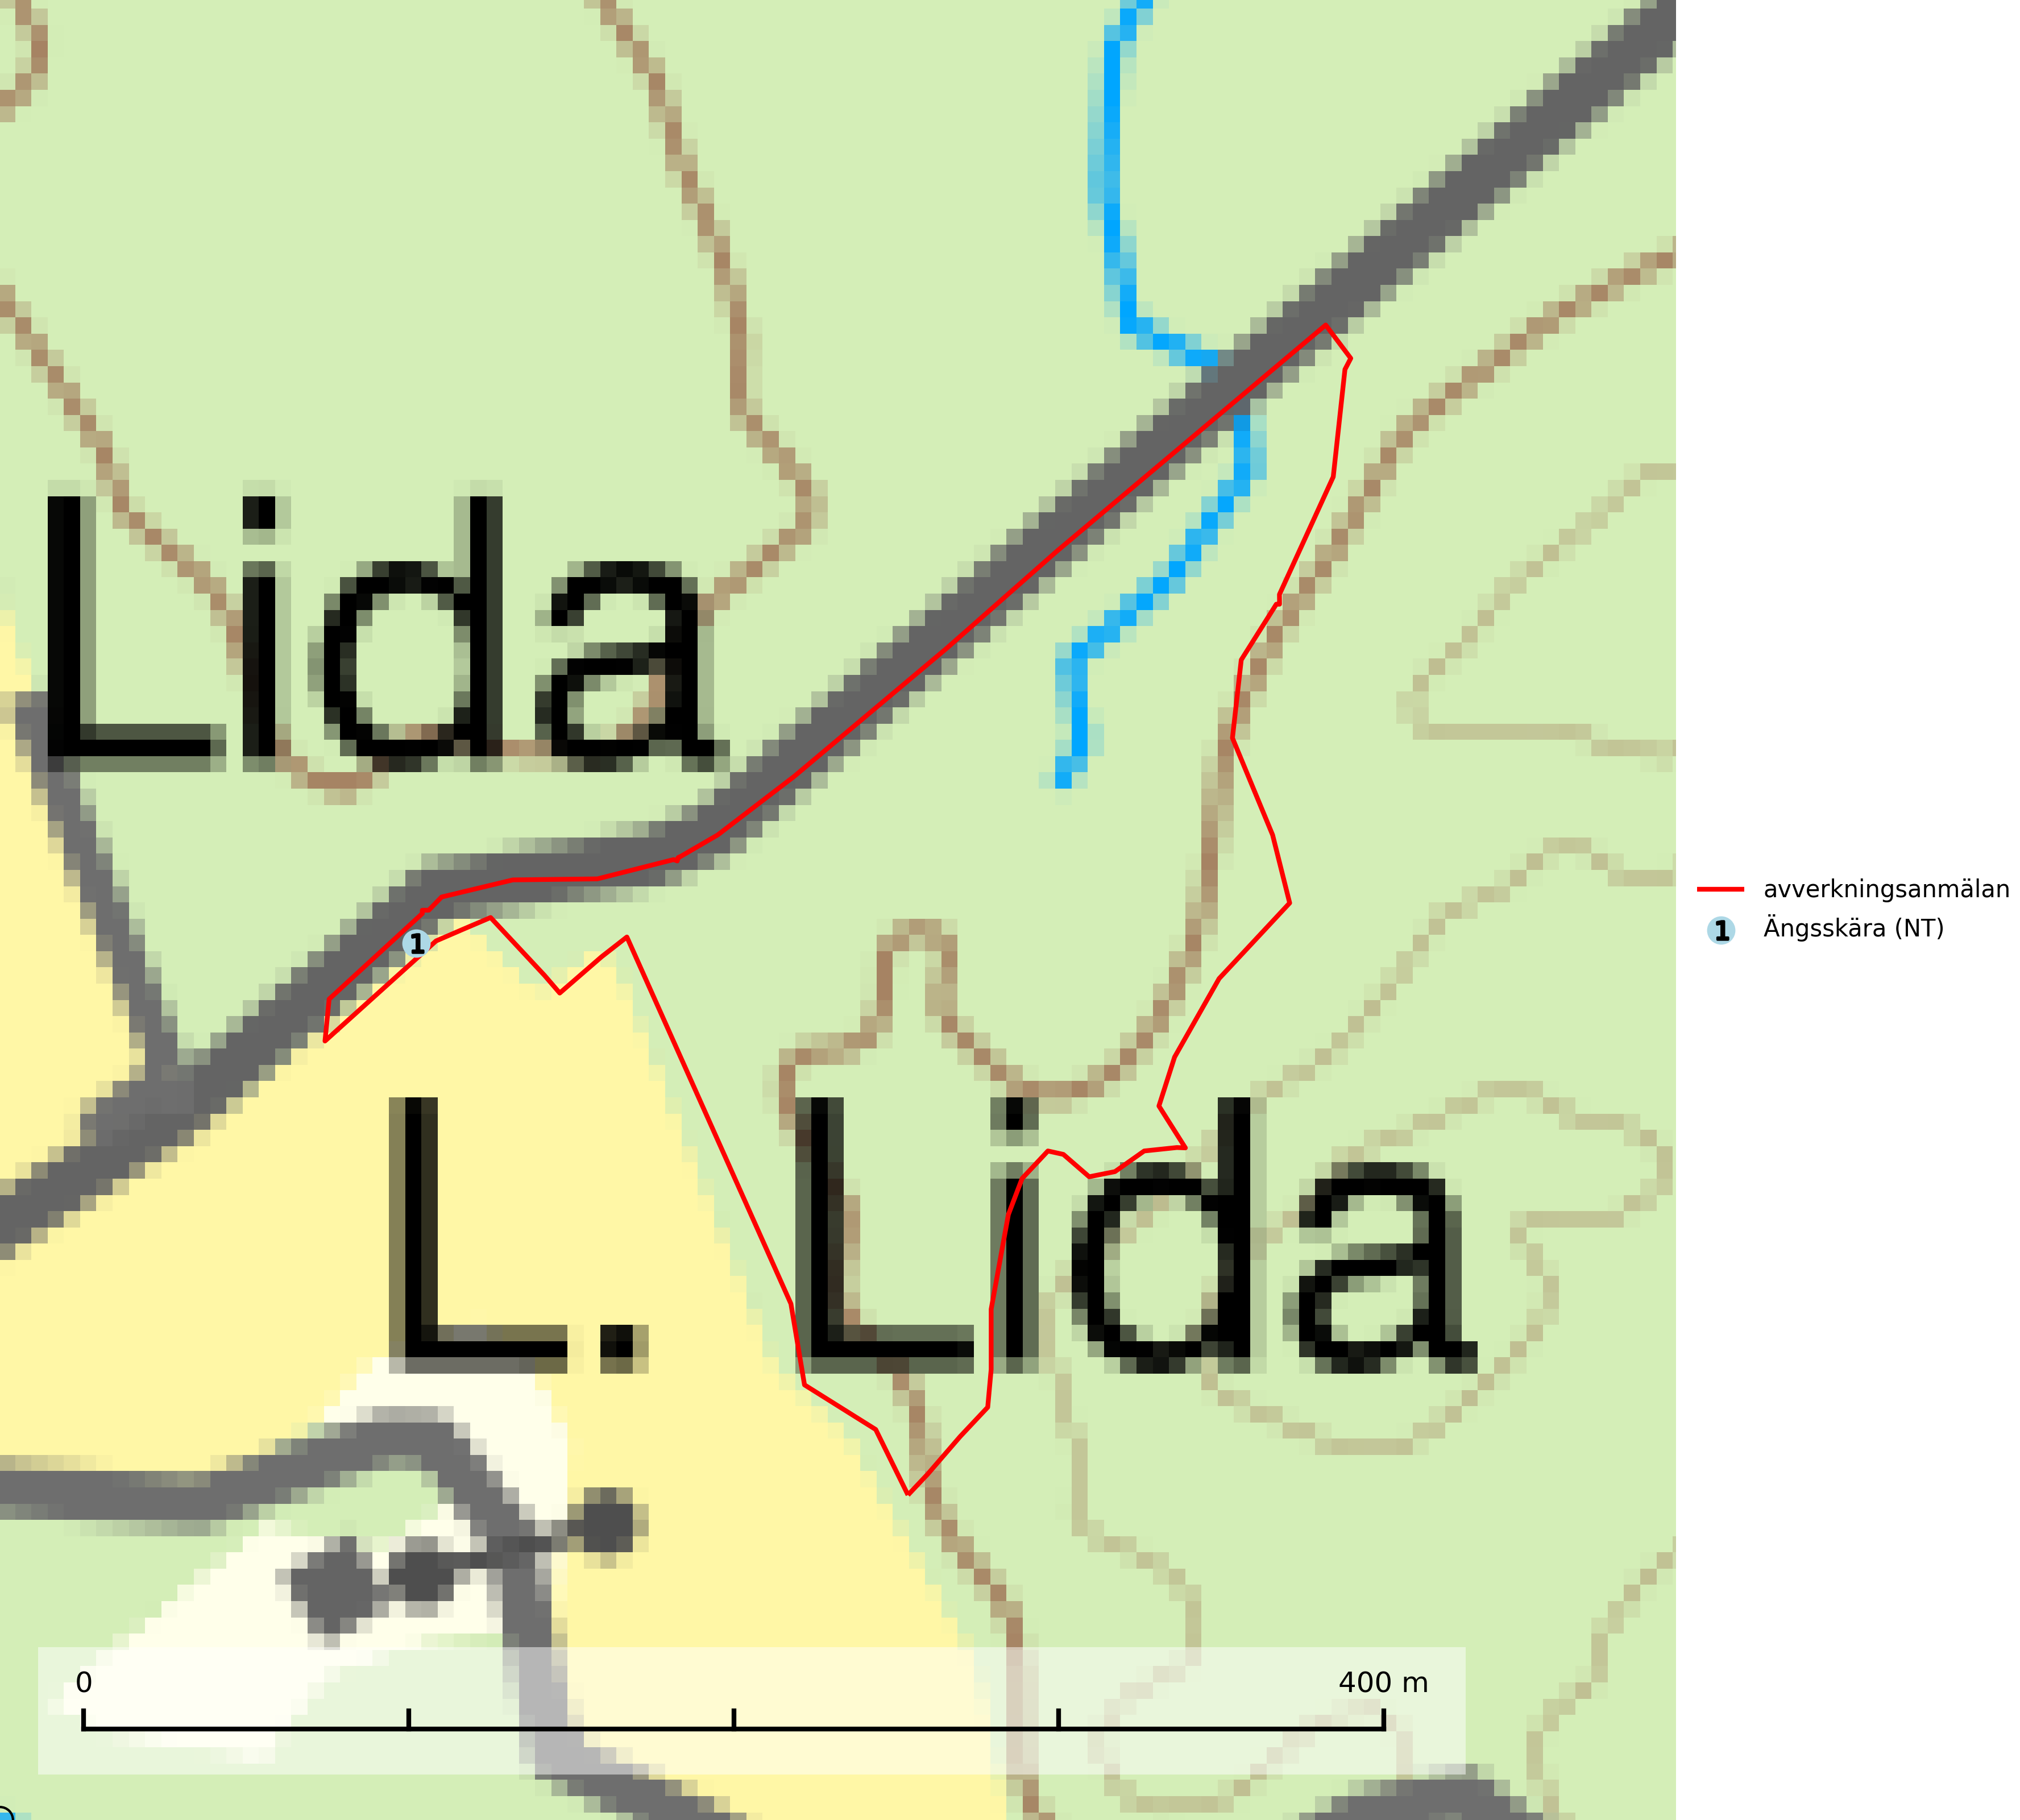 Lida
1
L. Lida
0
400 m
avverkningsanmälan
1 Ängsskära (NT)